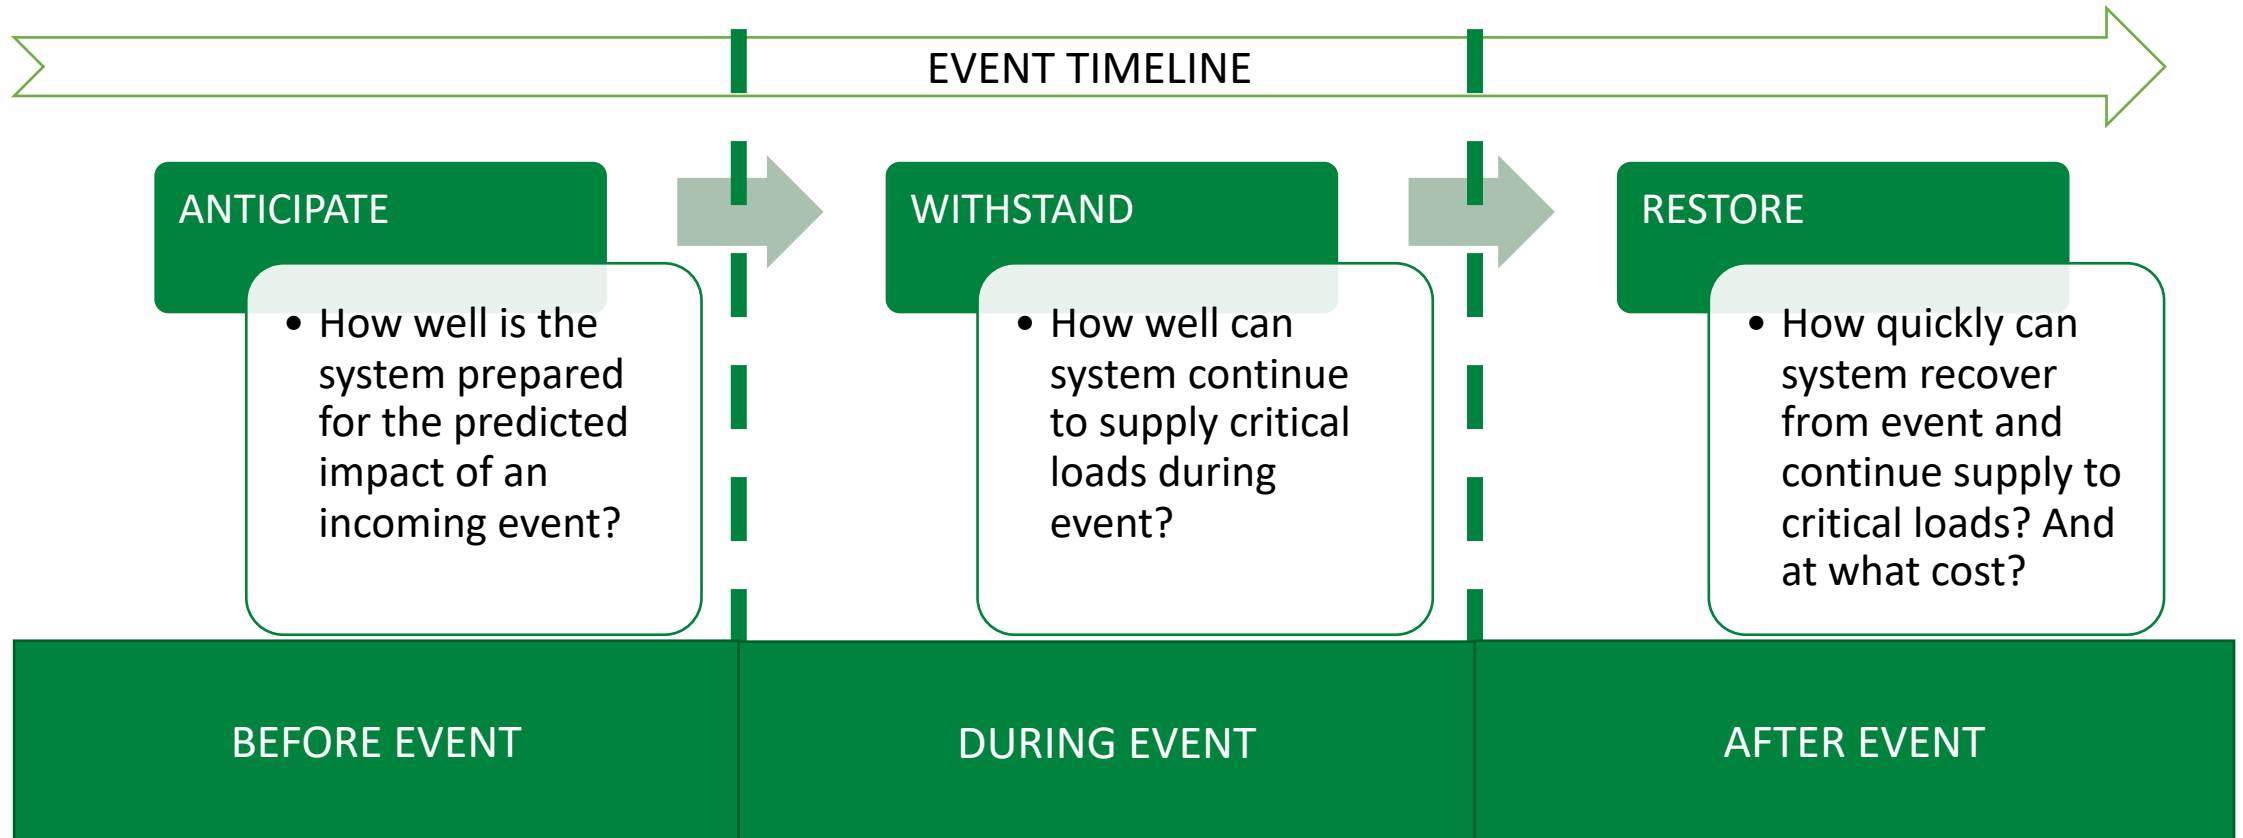 EVENT TIMELINE
ANTICIPATE
• How well is the
system prepared
for the predicted
impact of an
incoming event?
WITHSTAND
• How well can
system continue
to supply critical
loads during
event?
RESTORE
• How quickly can
system recover
from event and
continue supply to
critical loads? And
at what cost?
BEFORE EVENT
DURING EVENT
AFTER EVENT